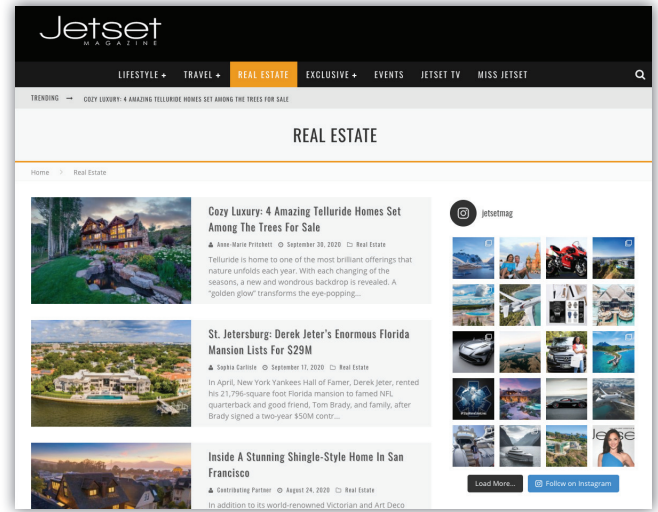 Jetset
MAGAZINE
LIFESTYLE + TRAVEL + REAL ESTATE EXCLUSIVE + EVENTS JETSET TV MISS JETSET
TRENDING → COZY LUXURY: 4 AMAZING TELLURIDE HOMES SET AMONG THE TREES FOR SALE
REAL ESTATE
Home > Real Estate
Cozy Luxury: 4 Amazing Telluride Homes Set
Among The Trees For Sale
Anne-Marie Pritchett September 30, 2020 Real Estate
Telluride is home to one of the most brilliant offerings that
nature unfolds each year. With each changing of the
seasons, a new and wondrous backdrop is revealed. A
"golden glow" transforms the eye-popping...
St. Jetersburg: Derek Jeter's Enormous Florida
Mansion Lists For $29M
Sophia Carlisle September 17, 2020 Real Estate
In April, New York Yankees Hall of Famer, Derek Jeter, rented
his 21,796-square foot Florida mansion to famed NFL
quarterback and good friend, Tom Brady, and family, after
Brady signed a two-year $50M contr...
Inside A Stunning Shingle-Style Home In San
Francisco
Contributing Partner August 24, 2020 Real Estate
In addition to its world-renowned Victorian and Art Deco
jetsetmag
Load More...
Follow on Instagram